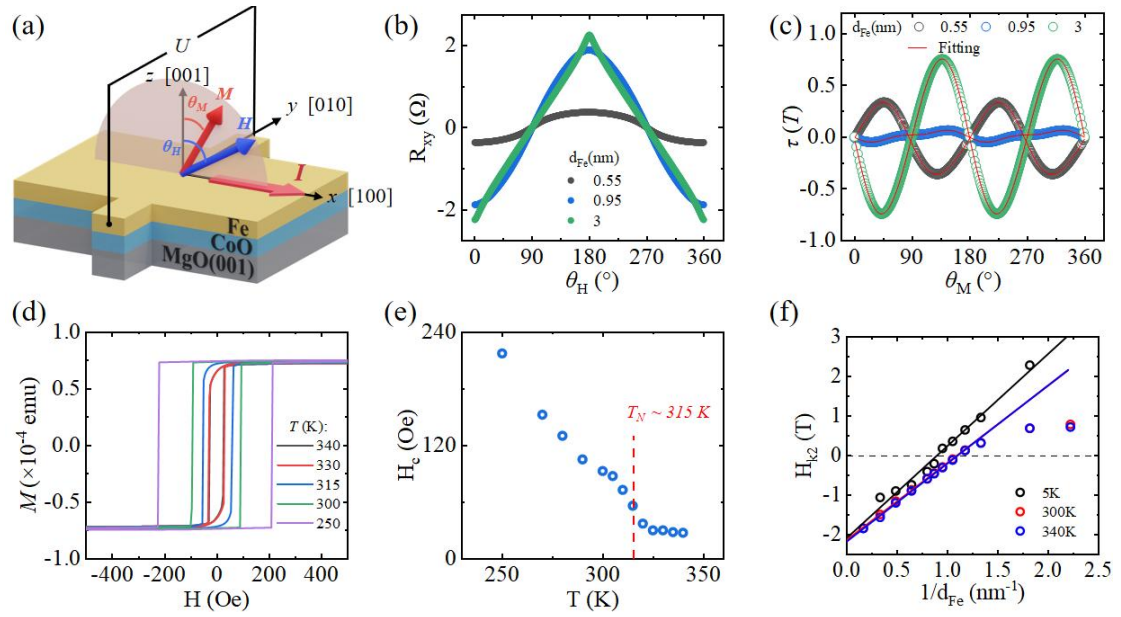 (a)
U
z [001]
M
θM
H
y [010]
θH
I
x [100]
Fe
CoO
MgO(001)
(b)
Rxy (Ω)
2
0
-2
dFe(nm)
0.55
0.95
3
0 90 180 270 360
θH (°)
(c)
dFe(nm) 0.55 0.95 3
Fitting
τ (T)
1.0
0.5
0.0
-0.5
-1.0
0 90 180 270 360
θM (°)
(d)
M (×10⁻⁴ emu)
1.0
0.5
0.0
-0.5
-1.0
T (K):
340
330
315
300
250
-400 -200 0 200 400
H (Oe)
(e)
Hc (Oe)
240
120
0
TN ~ 315 K
250 300 350
T (K)
(f)
Hk2 (T)
3
2
1
0
-1
-2
5K
300K
340K
0.0 0.5 1.0 1.5 2.0 2.5
1/dFe (nm⁻¹)